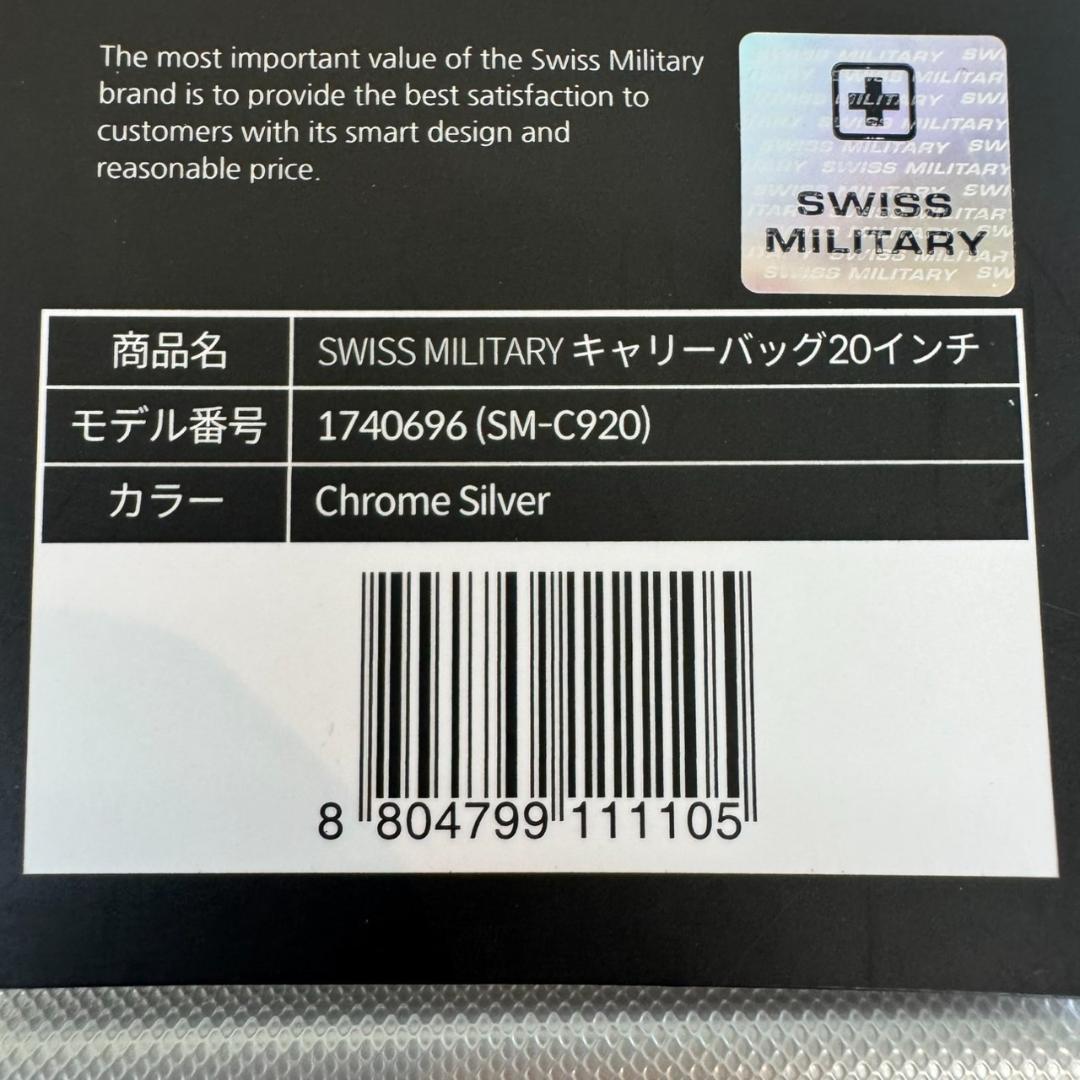 The most important value of the Swiss Military
brand is to provide the best satisfaction to
customers with its smart design and
reasonable price.
SWISS
MILITARY
商品名 SWISS MILITARY キャリーバッグ20インチ
モデル番号 1740696 (SM-C920)
カラー Chrome Silver
8 804799 111105